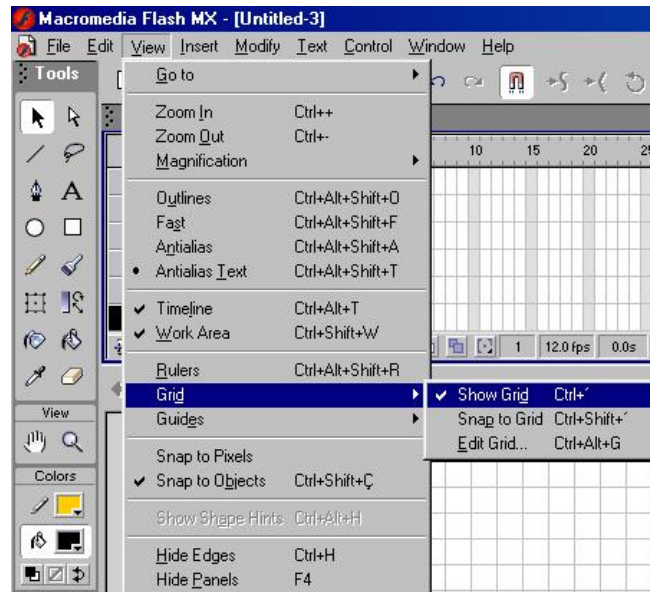 Macromedia Flash MX - [Untitled-3]
File Edit View Insert Modify Text Control Window Help
Tools
Go to
Zoom In Ctrl++
Zoom Out Ctrl+-
Magnification
10 15 20 25
Outlines Ctrl+Alt+Shift+O
Fast Ctrl+Alt+Shift+F
Antialias Ctrl+Alt+Shift+A
Antialias Text Ctrl+Alt+Shift+T
Timeline Ctrl+Alt+T
Work Area Ctrl+Shift+W
1 12.0 fps 0.0s
Rulers Ctrl+Alt+Shift+R
Grid
Show Grid Ctrl+´
Guides
Snap to Grid Ctrl+Shift+´
Edit Grid... Ctrl+Alt+G
View
Snap to Pixels
Snap to Objects Ctrl+Shift+Ç
Colors
Show Shape Hints Ctrl+Alt+H
Hide Edges Ctrl+H
Hide Panels F4